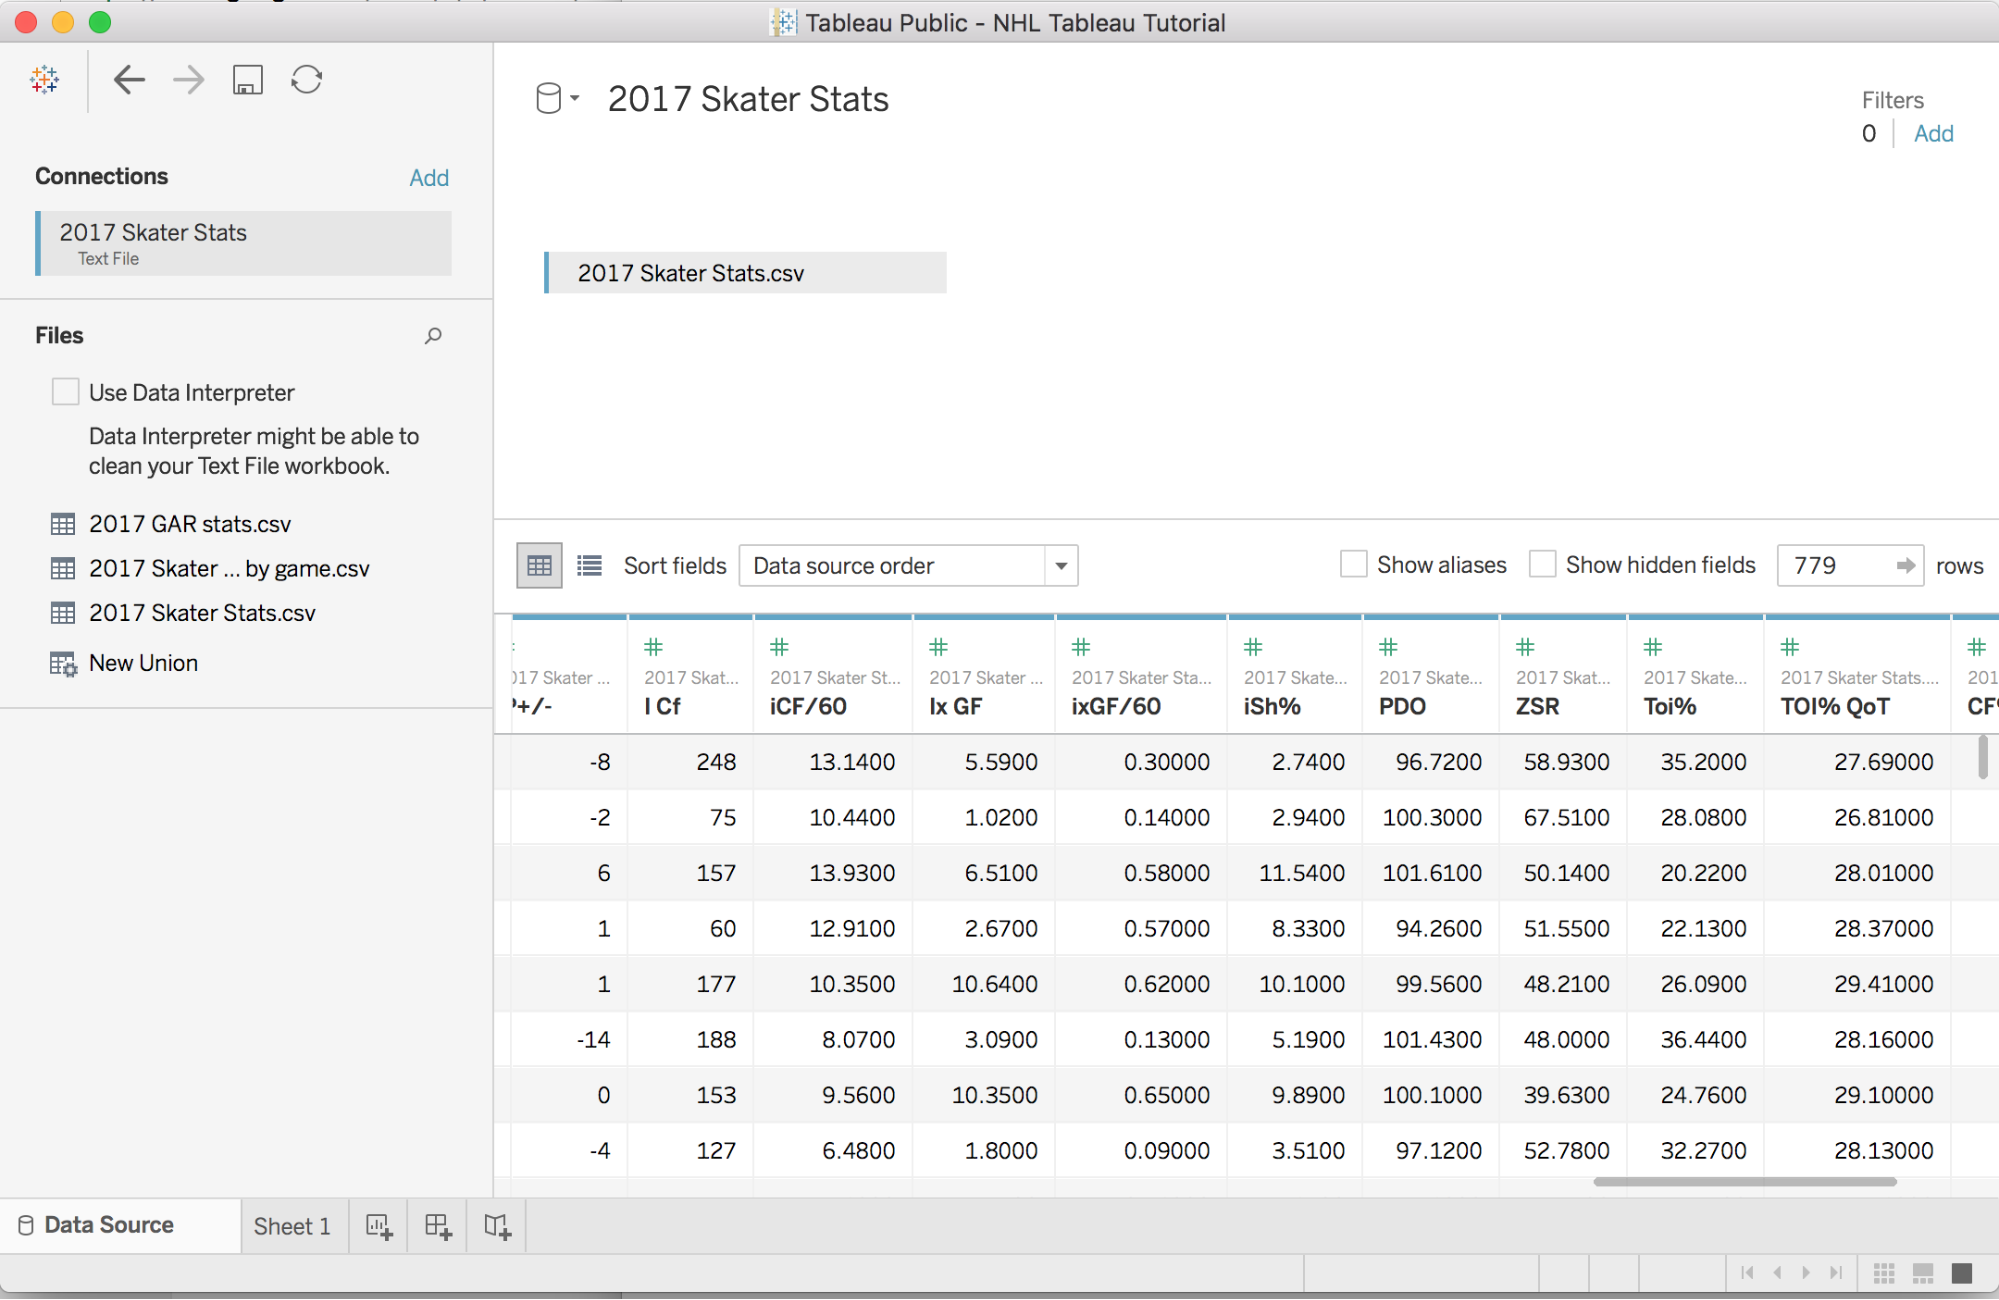 Tableau Public - NHL Tableau Tutorial
2017 Skater Stats
Filters
0 Add
Connections Add
2017 Skater Stats
Text File
2017 Skater Stats.csv
Files
Use Data Interpreter
Data Interpreter might be able to
clean your Text File workbook.
2017 GAR stats.csv
2017 Skater ... by game.csv
2017 Skater Stats.csv
New Union
Sort fields Data source order Show aliases Show hidden fields 779 rows
017 Skater ... 2017 Skat... 2017 Skater St... 2017 Skater ... 2017 Skater Sta... 2017 Skate... 2017 Skate... 2017 Skat... 2017 Skate... 2017 Skater Stats.... 201
P+/- I Cf iCF/60 Ix GF ixGF/60 iSh% PDO ZSR Toi% TOI% QoT CF%
-8 248 13.1400 5.5900 0.30000 2.7400 96.7200 58.9300 35.2000 27.69000
-2 75 10.4400 1.0200 0.14000 2.9400 100.3000 67.5100 28.0800 26.81000
6 157 13.9300 6.5100 0.58000 11.5400 101.6100 50.1400 20.2200 28.01000
1 60 12.9100 2.6700 0.57000 8.3300 94.2600 51.5500 22.1300 28.37000
1 177 10.3500 10.6400 0.62000 10.1000 99.5600 48.2100 26.0900 29.41000
-14 188 8.0700 3.0900 0.13000 5.1900 101.4300 48.0000 36.4400 28.16000
0 153 9.5600 10.3500 0.65000 9.8900 100.1000 39.6300 24.7600 29.10000
-4 127 6.4800 1.8000 0.09000 3.5100 97.1200 52.7800 32.2700 28.13000
Data Source Sheet 1